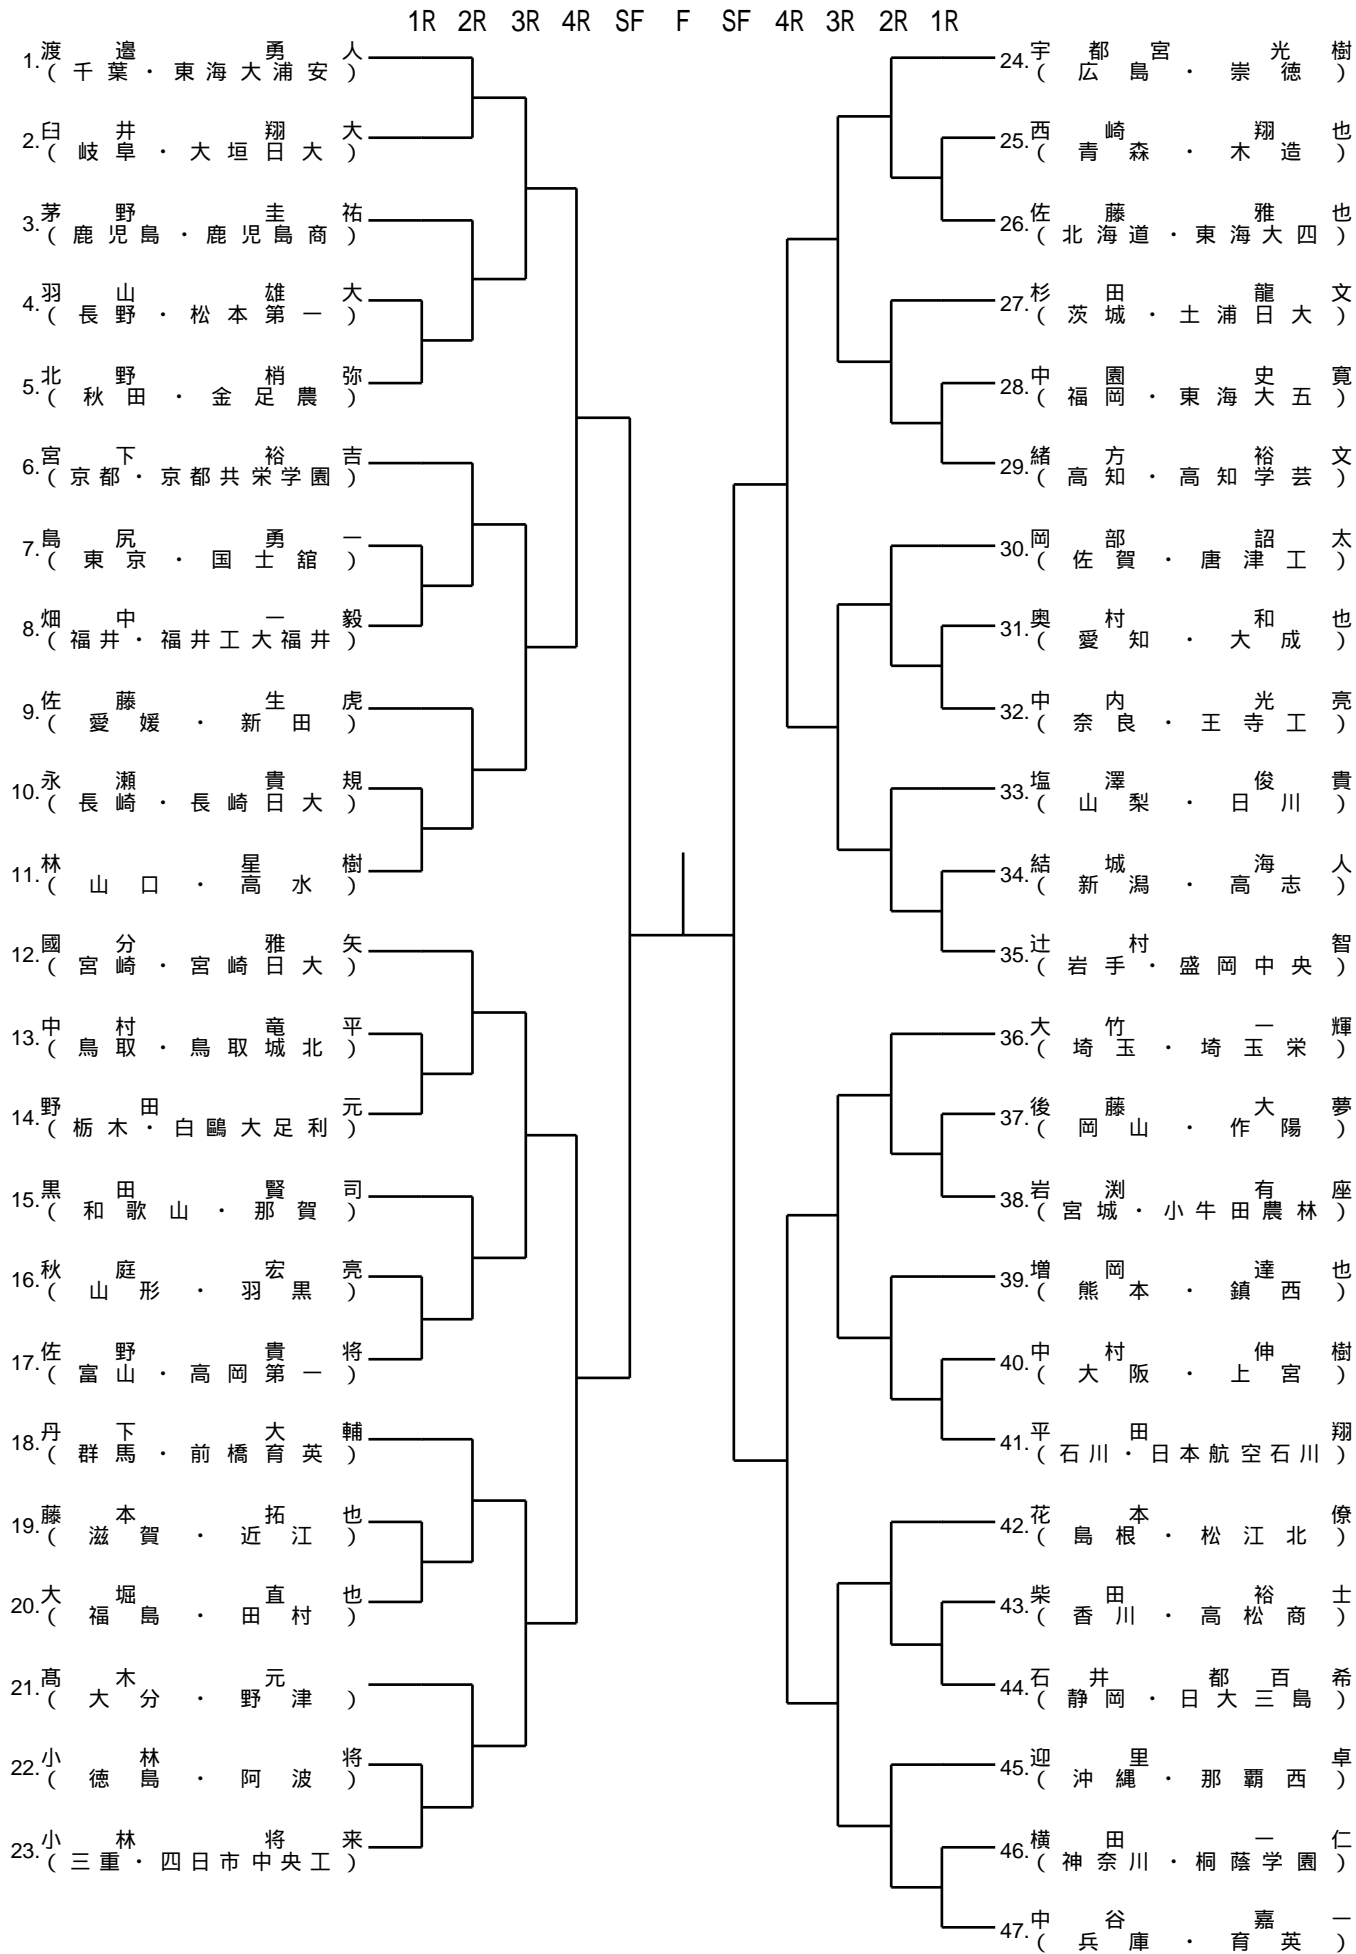 1R 2R 3R 4R SF F SF 4R 3R 2R 1R
1. 渡邉 勇人
(千葉・東海大浦安)
2. 臼井 翔大
(岐阜・大垣日大)
3. 茅野 圭祐
(鹿児島・鹿児島商)
4. 羽山 雄大
(長野・松本第一)
5. 北野 梢弥
(秋田・金足農)
6. 宮下 裕吉
(京都・京都共栄学園)
7. 島尻 勇一
(東京・国士舘)
8. 畑中 一毅
(福井・福井工大福井)
9. 佐藤 生虎
(愛媛・新田)
10. 永瀬 貴規
(長崎・長崎日大)
11. 林 星樹
(山口・高水)
12. 國分 雅矢
(宮崎・宮崎日大)
13. 中村 竜平
(鳥取・鳥取城北)
14. 野田 元
(栃木・白鷗大足利)
15. 黒田 賢司
(和歌山・那賀)
16. 秋庭 宏亮
(山形・羽黒)
17. 佐野 貴将
(富山・高岡第一)
18. 丹下 大輔
(群馬・前橋育英)
19. 藤本 拓也
(滋賀・近江)
20. 大堀 直也
(福島・田村)
21. 髙木 元
(大分・野津)
22. 小林 将
(徳島・阿波)
23. 小林 将来
(三重・四日市中央工)
24. 宇都宮 光樹
(広島・崇徳)
25. 西崎 翔也
(青森・木造)
26. 佐藤 雅也
(北海道・東海大四)
27. 杉田 龍文
(茨城・土浦日大)
28. 中園 史寛
(福岡・東海大五)
29. 緒方 裕文
(高知・高知学芸)
30. 岡部 詔太
(佐賀・唐津工)
31. 奥村 和也
(愛知・大成)
32. 中内 光亮
(奈良・王寺工)
33. 塩澤 俊貴
(山梨・日川)
34. 結城 海人
(新潟・高志)
35. 辻村 智
(岩手・盛岡中央)
36. 大竹 一輝
(埼玉・埼玉栄)
37. 後藤 大夢
(岡山・作陽)
38. 岩渕 有座
(宮城・小牛田農林)
39. 増岡 達也
(熊本・鎮西)
40. 中村 伸樹
(大阪・上宮)
41. 平田 翔
(石川・日本航空石川)
42. 花本 僚
(島根・松江北)
43. 柴田 裕士
(香川・高松商)
44. 石井 都百希
(静岡・日大三島)
45. 迎里 卓
(沖縄・那覇西)
46. 横田 一仁
(神奈川・桐蔭学園)
47. 中谷 嘉一
(兵庫・育英)